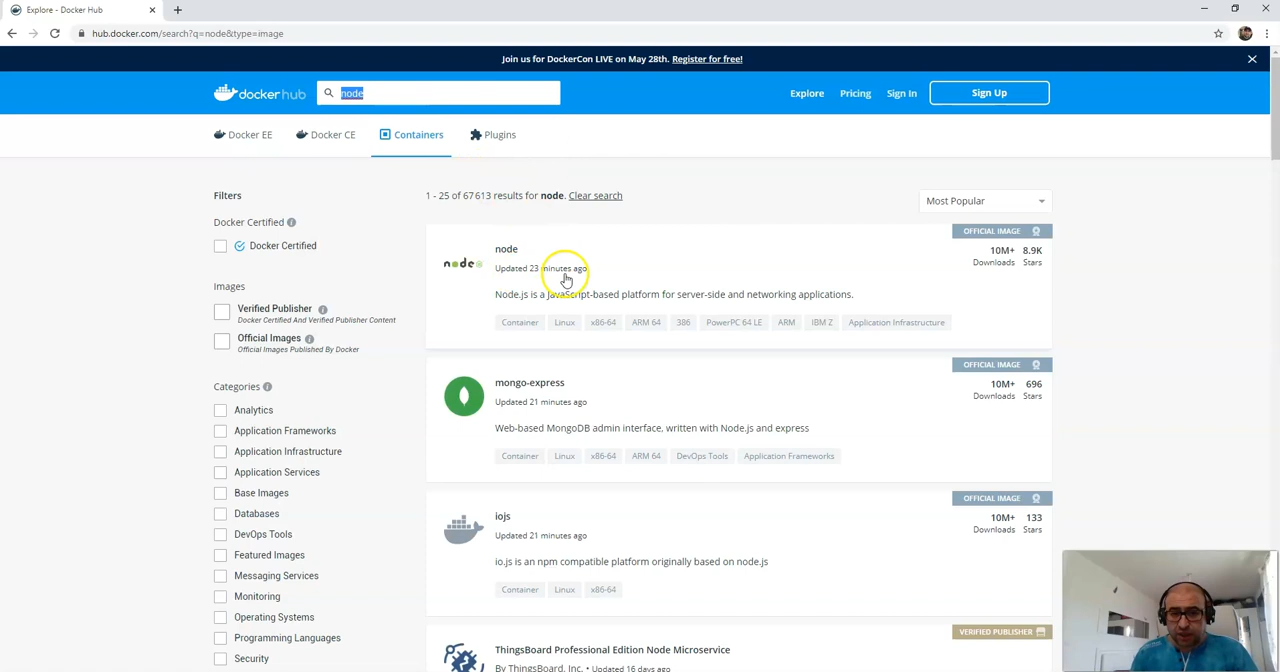 Explore - Docker Hub
hub.docker.com/search?q=node&type=image
Join us for DockerCon LIVE on May 28th. Register for free!
docker hub
node
Explore
Pricing
Sign In
Sign Up
Docker EE
Docker CE
Containers
Plugins
Filters
1 - 25 of 67 613 results for node. Clear search
Most Popular
Docker Certified
Docker Certified
Images
Verified Publisher
Docker Certified And Verified Publisher Content
Official Images
Official Images Published By Docker
Categories
Analytics
Application Frameworks
Application Infrastructure
Application Services
Base Images
Databases
DevOps Tools
Featured Images
Messaging Services
Monitoring
Operating Systems
Programming Languages
Security
OFFICIAL IMAGE
node
node
Updated 23 minutes ago
10M+ 8.9K
Downloads Stars
Node.js is a JavaScript-based platform for server-side and networking applications.
Container Linux x86-64 ARM 64 386 PowerPC 64 LE ARM IBM Z Application Infrastructure
OFFICIAL IMAGE
mongo-express
Updated 21 minutes ago
10M+ 696
Downloads Stars
Web-based MongoDB admin interface, written with Node.js and express
Container Linux x86-64 ARM 64 DevOps Tools Application Frameworks
OFFICIAL IMAGE
iojs
Updated 21 minutes ago
10M+ 133
Downloads Stars
io.js is an npm compatible platform originally based on node.js
Container Linux x86-64
VERIFIED PUBLISHER
ThingsBoard Professional Edition Node Microservice
By ThingsBoard, Inc. • Updated 16 days ago